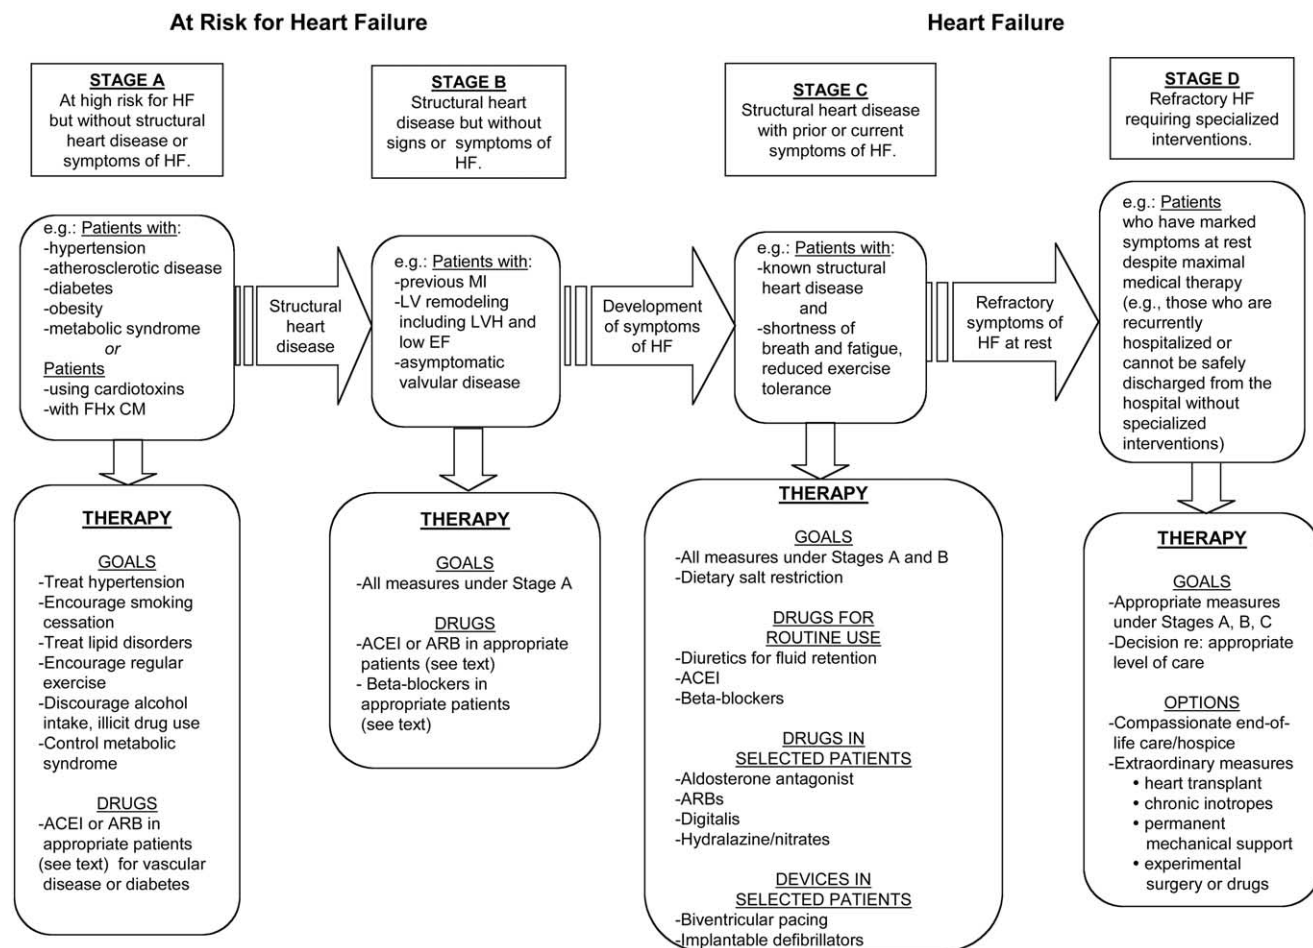 At Risk for Heart Failure
Heart Failure
STAGE A
At high risk for HF
but without structural
heart disease or
symptoms of HF.
STAGE B
Structural heart
disease but without
signs or symptoms of
HF.
STAGE C
Structural heart disease
with prior or current
symptoms of HF.
STAGE D
Refractory HF
requiring specialized
interventions.
e.g.: Patients with:
-hypertension
-atherosclerotic disease
-diabetes
-obesity
-metabolic syndrome
or
Patients
-using cardiotoxins
-with FHx CM
Structural
heart
disease
e.g.: Patients with:
-previous MI
-LV remodeling
including LVH and
low EF
-asymptomatic
valvular disease
Development
of symptoms
of HF
e.g.: Patients with:
-known structural
heart disease
and
-shortness of
breath and fatigue,
reduced exercise
tolerance
Refractory
symptoms of
HF at rest
e.g.: Patients
who have marked
symptoms at rest
despite maximal
medical therapy
(e.g., those who are
recurrently
hospitalized or
cannot be safely
discharged from the
hospital without
specialized
interventions)
THERAPY
GOALS
-Treat hypertension
-Encourage smoking
cessation
-Treat lipid disorders
-Encourage regular
exercise
-Discourage alcohol
intake, illicit drug use
-Control metabolic
syndrome
DRUGS
-ACEI or ARB in
appropriate patients
(see text) for vascular
disease or diabetes
THERAPY
GOALS
-All measures under Stage A
DRUGS
-ACEI or ARB in appropriate
patients (see text)
- Beta-blockers in
appropriate patients
(see text)
THERAPY
GOALS
-All measures under Stages A and B
-Dietary salt restriction
DRUGS FOR
ROUTINE USE
-Diuretics for fluid retention
-ACEI
-Beta-blockers
DRUGS IN
SELECTED PATIENTS
-Aldosterone antagonist
-ARBs
-Digitalis
-Hydralazine/nitrates
DEVICES IN
SELECTED PATIENTS
-Biventricular pacing
-Implantable defibrillators
THERAPY
GOALS
-Appropriate measures
under Stages A, B, C
-Decision re: appropriate
level of care
OPTIONS
-Compassionate end-of-
life care/hospice
-Extraordinary measures
• heart transplant
• chronic inotropes
• permanent
mechanical support
• experimental
surgery or drugs